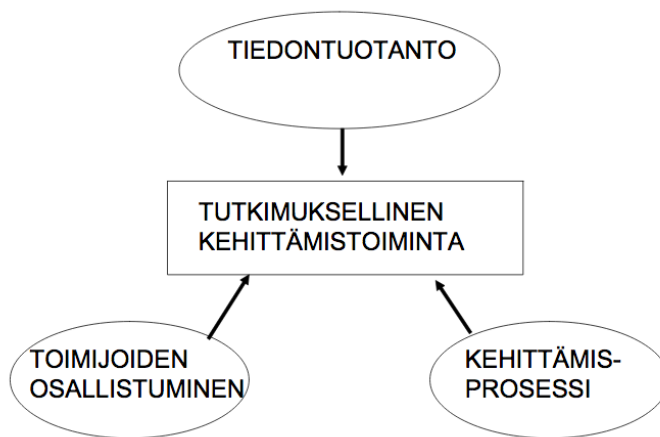 TIEDONTUOTANTO
TUTKIMUKSELLINEN
KEHITTÄMISTOIMINTA
TOIMIJOIDEN
OSALLISTUMINEN
KEHITTÄMIS-
PROSESSI